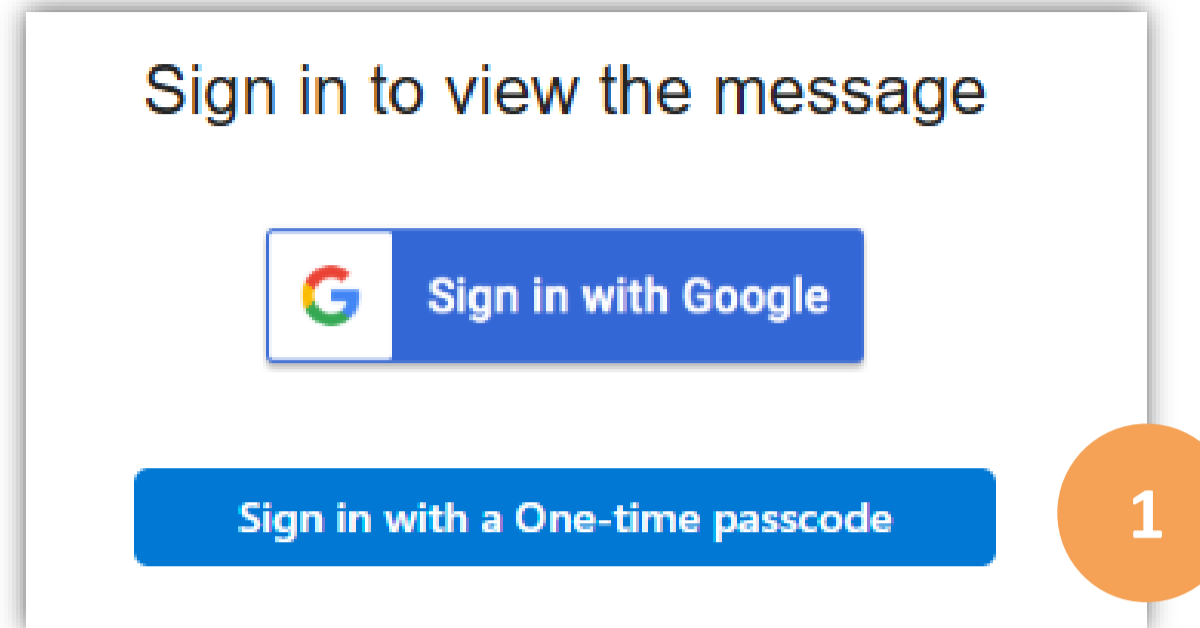 Sign in to view the message
Sign in with Google
Sign in with a One-time passcode
1